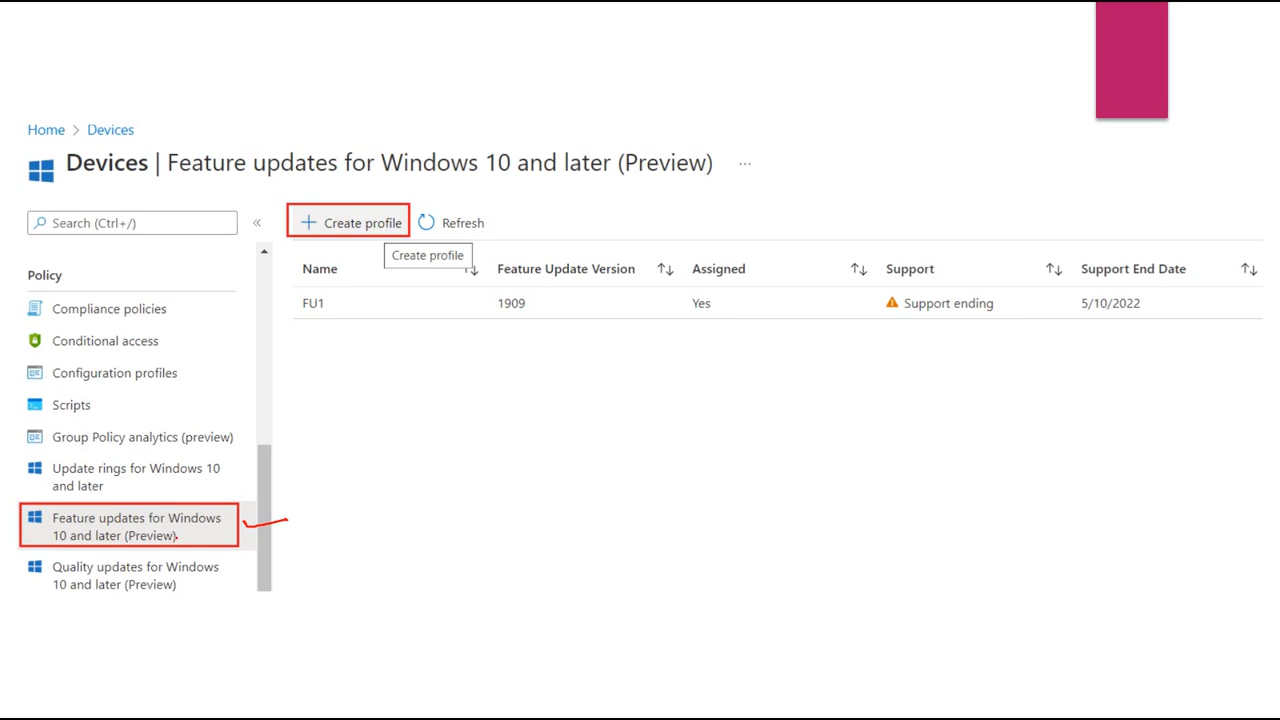 Home > Devices
Devices | Feature updates for Windows 10 and later (Preview) ...
Search (Ctrl+/)
«
Create profile
Refresh
Create profile
Policy
Compliance policies
Conditional access
Configuration profiles
Scripts
Group Policy analytics (preview)
Update rings for Windows 10
and later
Feature updates for Windows
10 and later (Preview)
Quality updates for Windows
10 and later (Preview)
Name Feature Update Version Assigned Support Support End Date
FU1 1909 Yes Support ending 5/10/2022